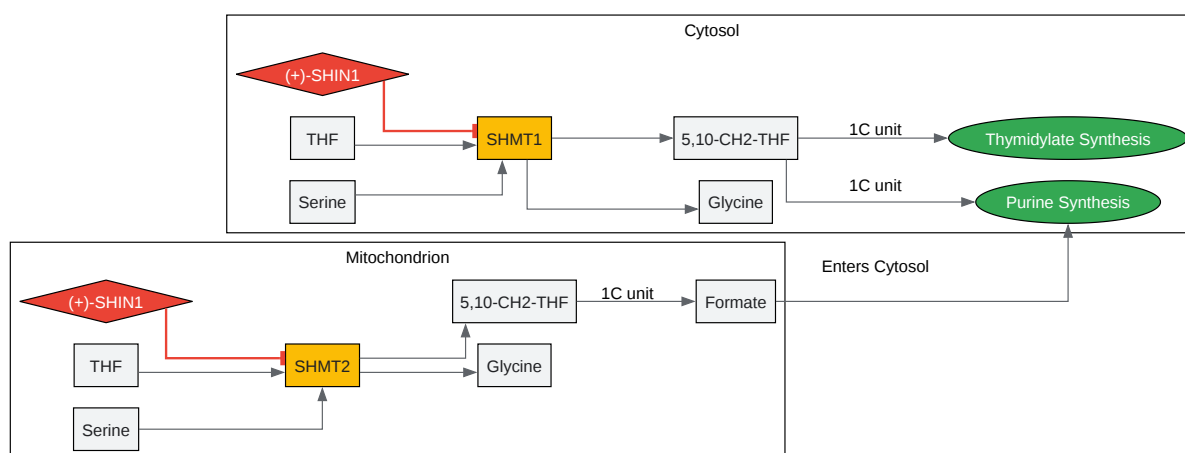 Cytosol
(+)-SHIN1
THF
SHMT1
5,10-CH2-THF
1C unit
Thymidylate Synthesis
Serine
Glycine
1C unit
Purine Synthesis
Mitochondrion
Enters Cytosol
(+)-SHIN1
5,10-CH2-THF
1C unit
Formate
THF
SHMT2
Glycine
Serine